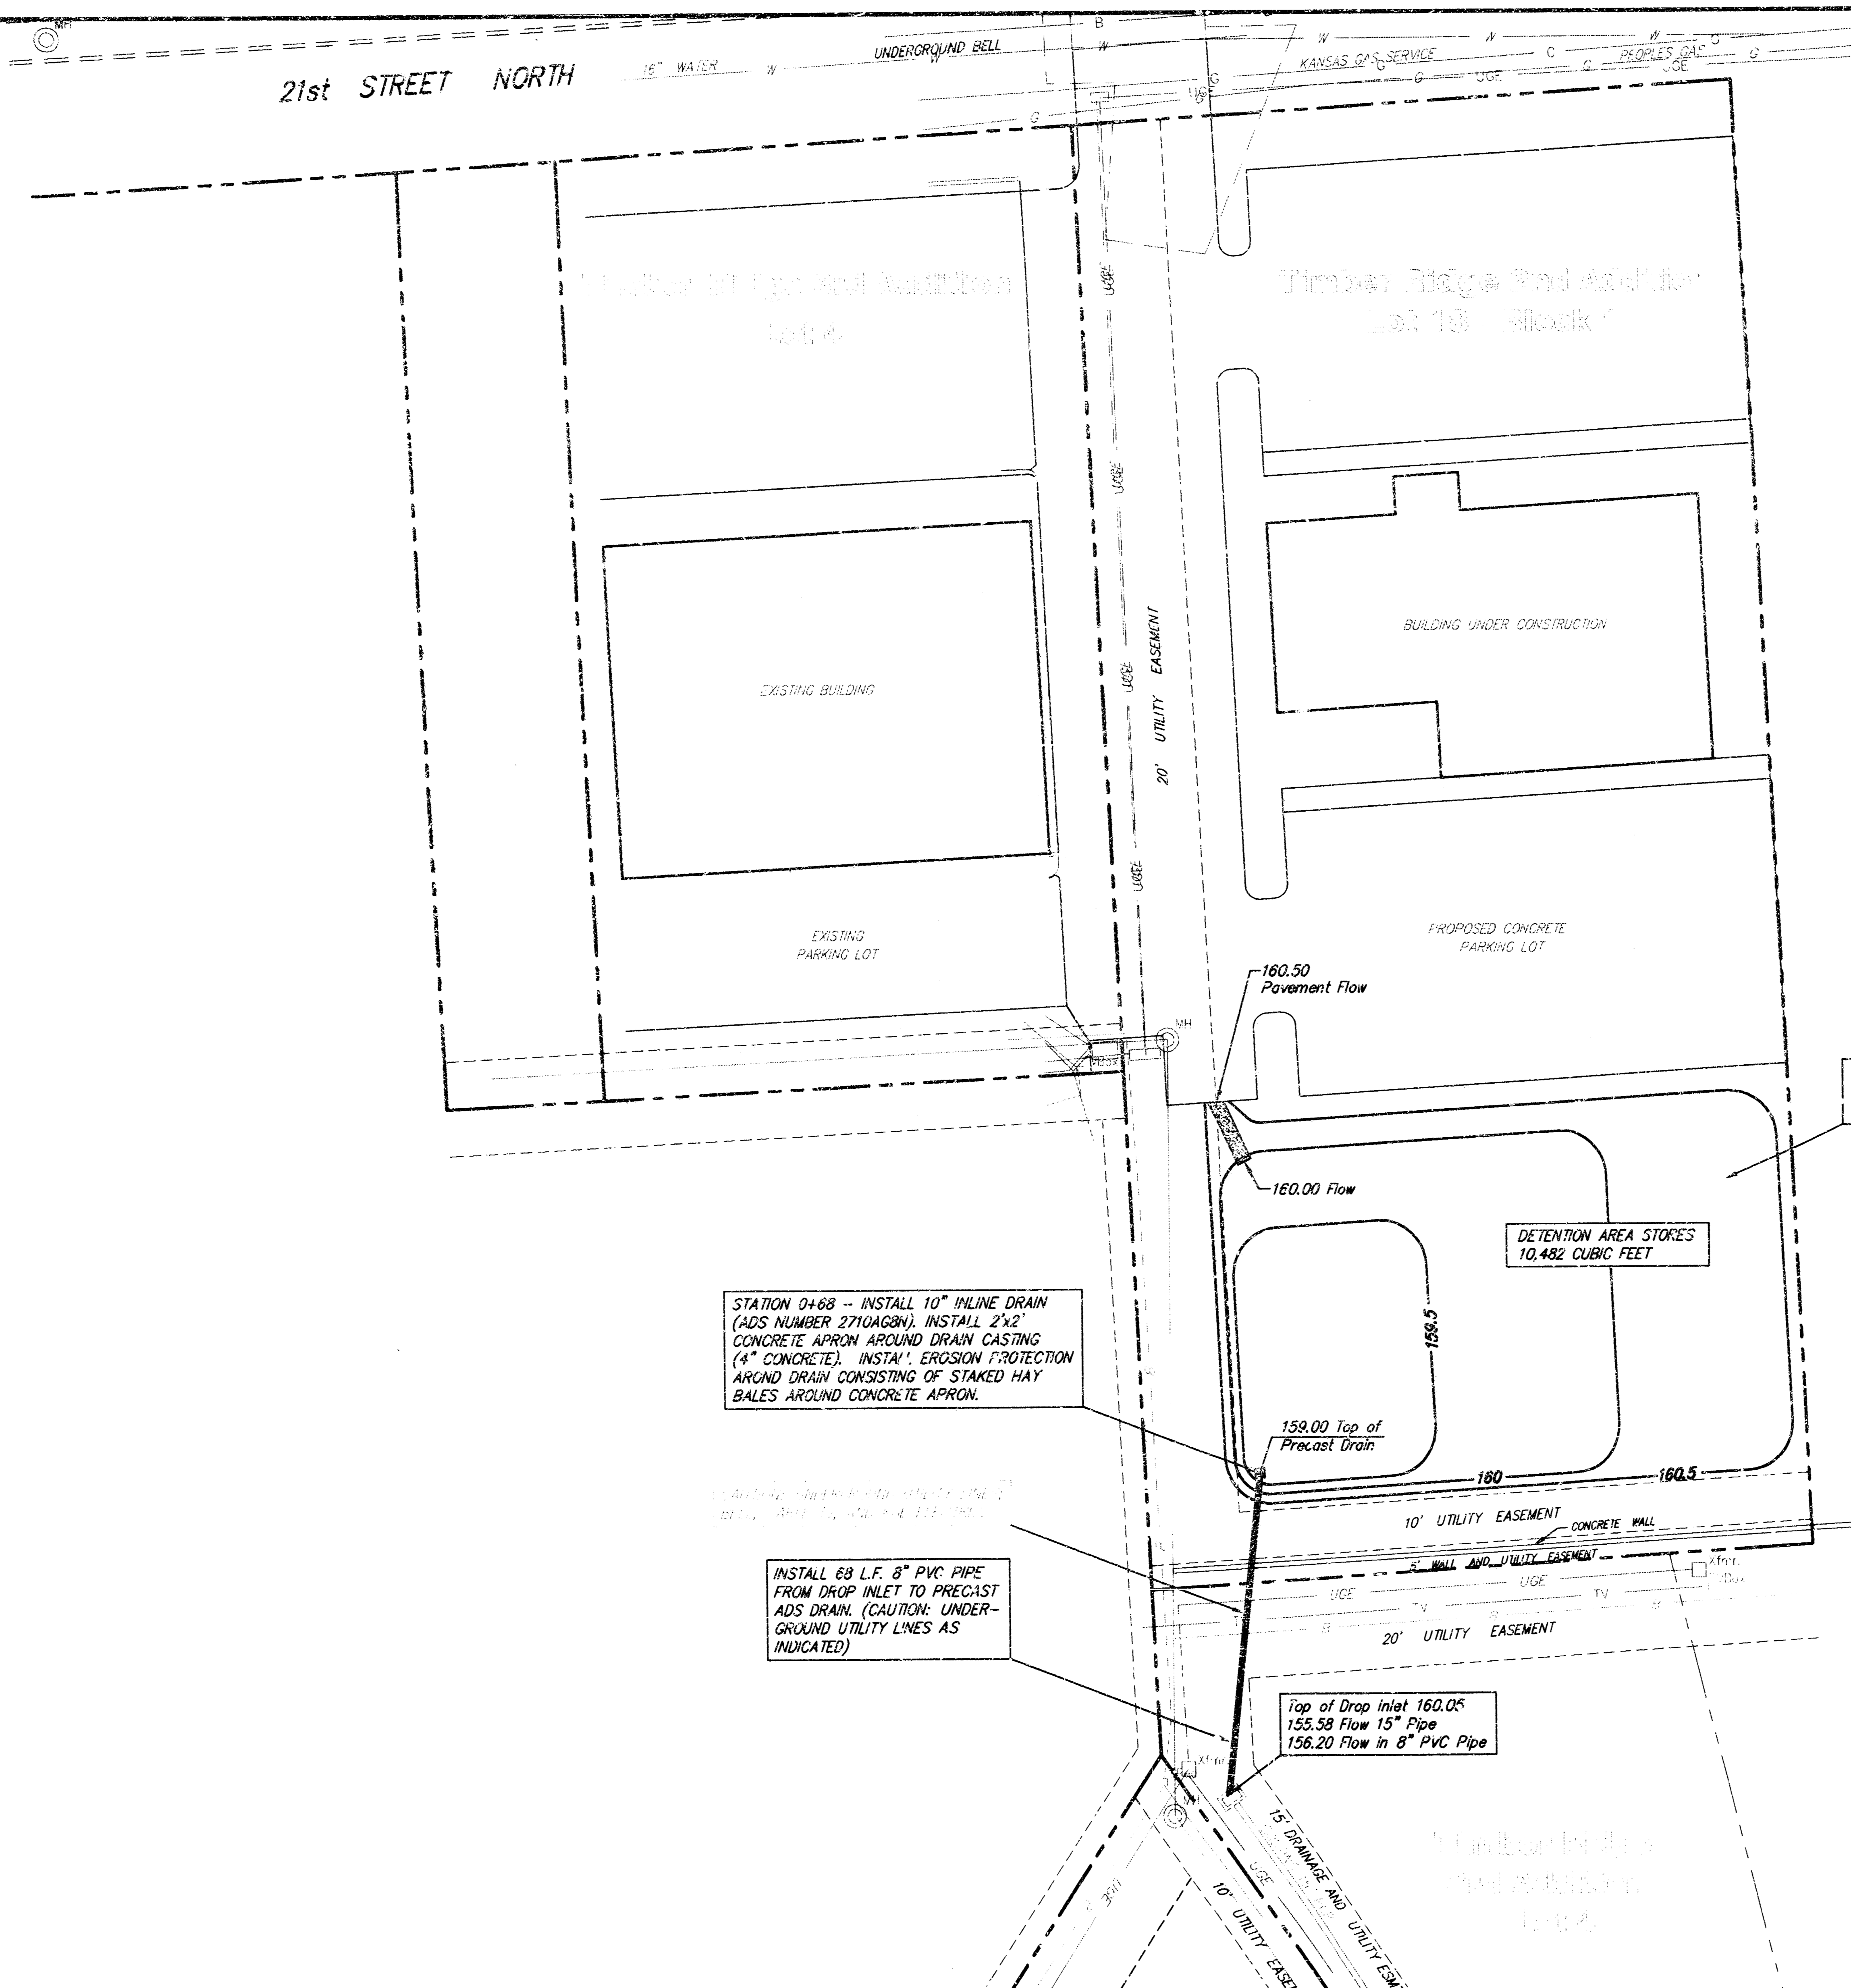 MH
21st STREET NORTH
16" WATER
W
UNDERGROUND BELL
W
B
W
L
G
G
UGE
W
KANSAS GAS SERVICE
G
G
W
UGE
C
G
W
PEOPLES GAS
UGE
G
G
UGE
UGE
UGE
UGE
20' UTILITY EASEMENT
EXISTING BUILDING
BUILDING UNDER CONSTRUCTION
EXISTING
PARKING LOT
PROPOSED CONCRETE
PARKING LOT
160.50
Pavement Flow
MH
160.00 Flow
DETENTION AREA STORES
10,482 CUBIC FEET
159.5
STATION 0+68 -- INSTALL 10" INLINE DRAIN
(ADS NUMBER 2710AG8N). INSTALL 2'x2'
CONCRETE APRON AROUND DRAIN CASTING
(4" CONCRETE). INSTALL EROSION PROTECTION
AROND DRAIN CONSISTING OF STAKED HAY
BALES AROUND CONCRETE APRON.
159.00 Top of
Precast Drain
160
160.5
10' UTILITY EASEMENT
CONCRETE WALL
5' WALL AND UTILITY EASEMENT
Xfmr.
UGE
UGE
TV
TV
B
20' UTILITY EASEMENT
INSTALL 68 L.F. 8" PVC PIPE
FROM DROP INLET TO PRECAST
ADS DRAIN. (CAUTION: UNDER-
GROUND UTILITY LINES AS
INDICATED)
Top of Drop Inlet 160.05
155.58 Flow 15" Pipe
156.20 Flow in 8" PVC Pipe
Xfmr.
MH
15' DRAINAGE AND UTILITY ESM
UGE
UGE
10' UTILITY EASEM